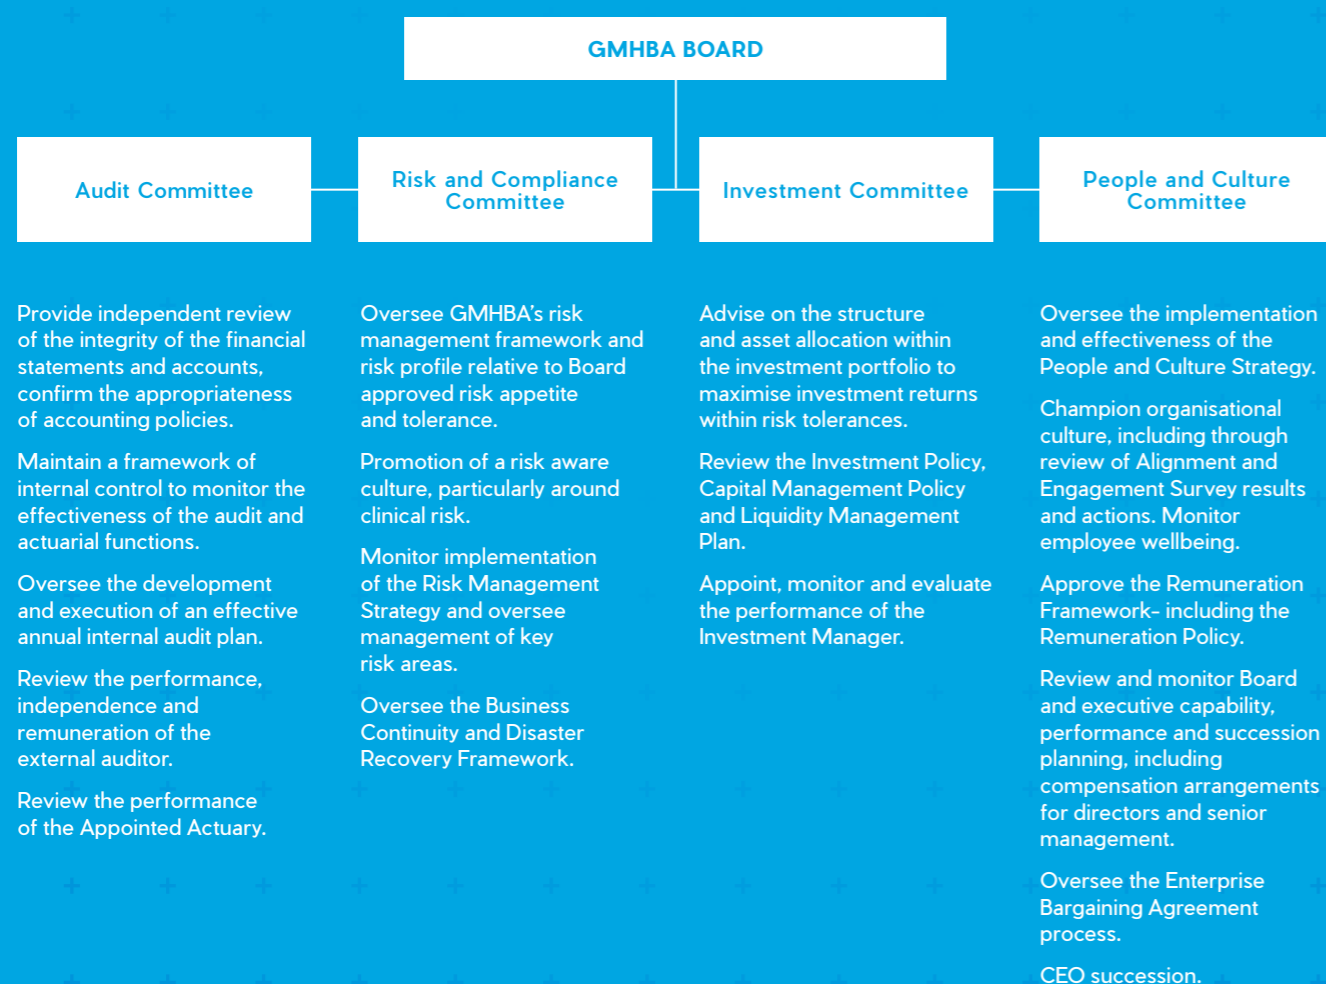 GMHBA BOARD
Audit Committee
Risk and Compliance
Committee
Investment Committee
People and Culture
Committee
Provide independent review
of the integrity of the financial
statements and accounts,
confirm the appropriateness
of accounting policies.
Maintain a framework of
internal control to monitor the
effectiveness of the audit and
actuarial functions.
Oversee the development
and execution of an effective
annual internal audit plan.
Review the performance,
independence and
remuneration of the
external auditor.
Review the performance
of the Appointed Actuary.
Oversee GMHBA's risk
management framework and
risk profile relative to Board
approved risk appetite
and tolerance.
Promotion of a risk aware
culture, particularly around
clinical risk.
Monitor implementation
of the Risk Management
Strategy and oversee
management of key
risk areas.
Oversee the Business
Continuity and Disaster
Recovery Framework.
Advise on the structure
and asset allocation within
the investment portfolio to
maximise investment returns
within risk tolerances.
Review the Investment Policy,
Capital Management Policy
and Liquidity Management
Plan.
Appoint, monitor and evaluate
the performance of the
Investment Manager.
Oversee the implementation
and effectiveness of the
People and Culture Strategy.
Champion organisational
culture, including through
review of Alignment and
Engagement Survey results
and actions. Monitor
employee wellbeing.
Approve the Remuneration
Framework- including the
Remuneration Policy.
Review and monitor Board
and executive capability,
performance and succession
planning, including
compensation arrangements
for directors and senior
management.
Oversee the Enterprise
Bargaining Agreement
process.
CEO succession.